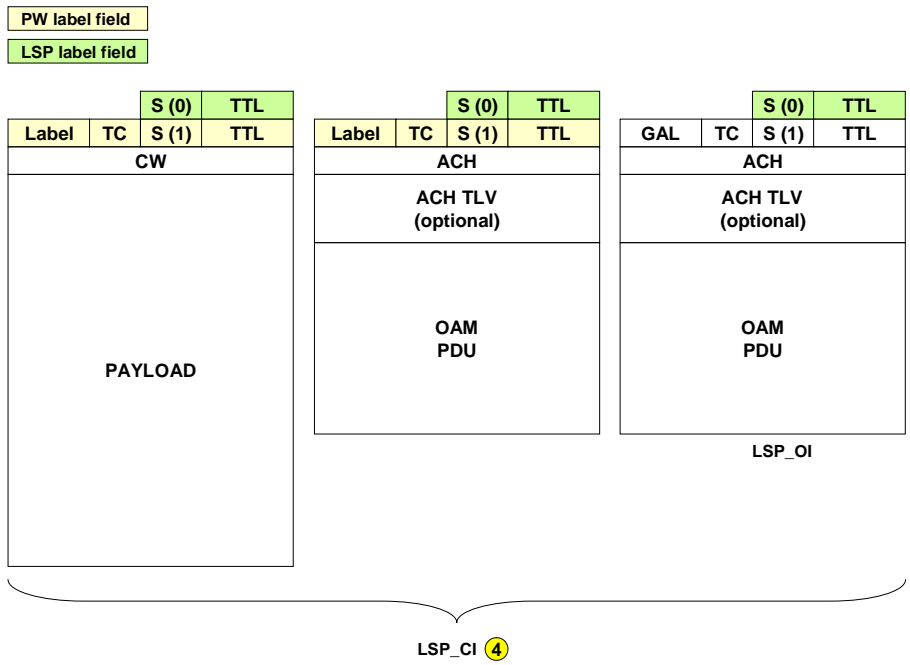 PW label field
LSP label field
S (0) TTL S (0) TTL S (0) TTL
Label TC S (1) TTL Label TC S (1) TTL GAL TC S (1) TTL
CW ACH ACH
ACH TLV ACH TLV
(optional) (optional)
OAM OAM
PDU PDU
PAYLOAD
LSP_OI
LSP_CI 4